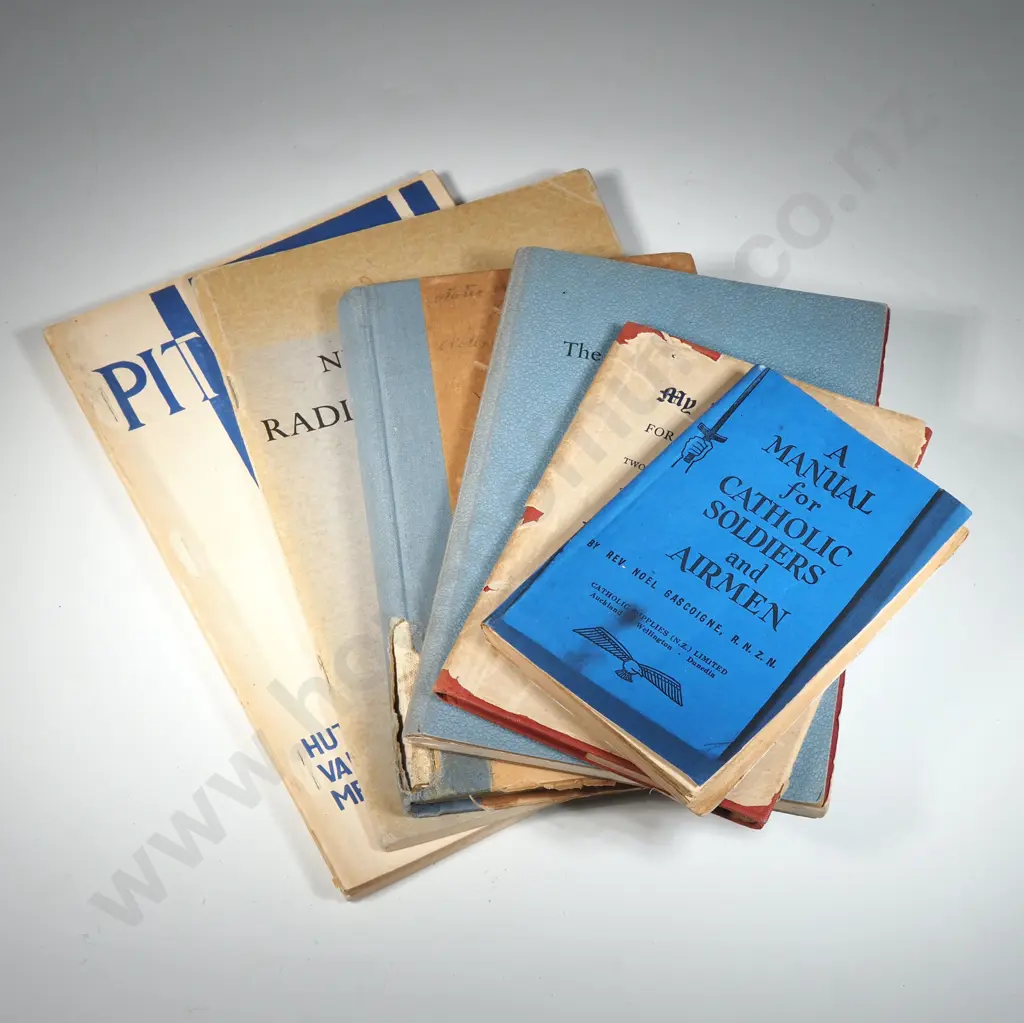 PIT
N
RADI
HUT
VA
MR
The
My
FOR
TWO
A
MANUAL
for
CATHOLIC
SOLDIERS
and
AIRMEN
BY REV. NOEL GASCOIGNE, R.N.Z.N.
CATHOLIC SUPPLIES (N.Z.) LIMITED
Auckland Wellington · Dunedin